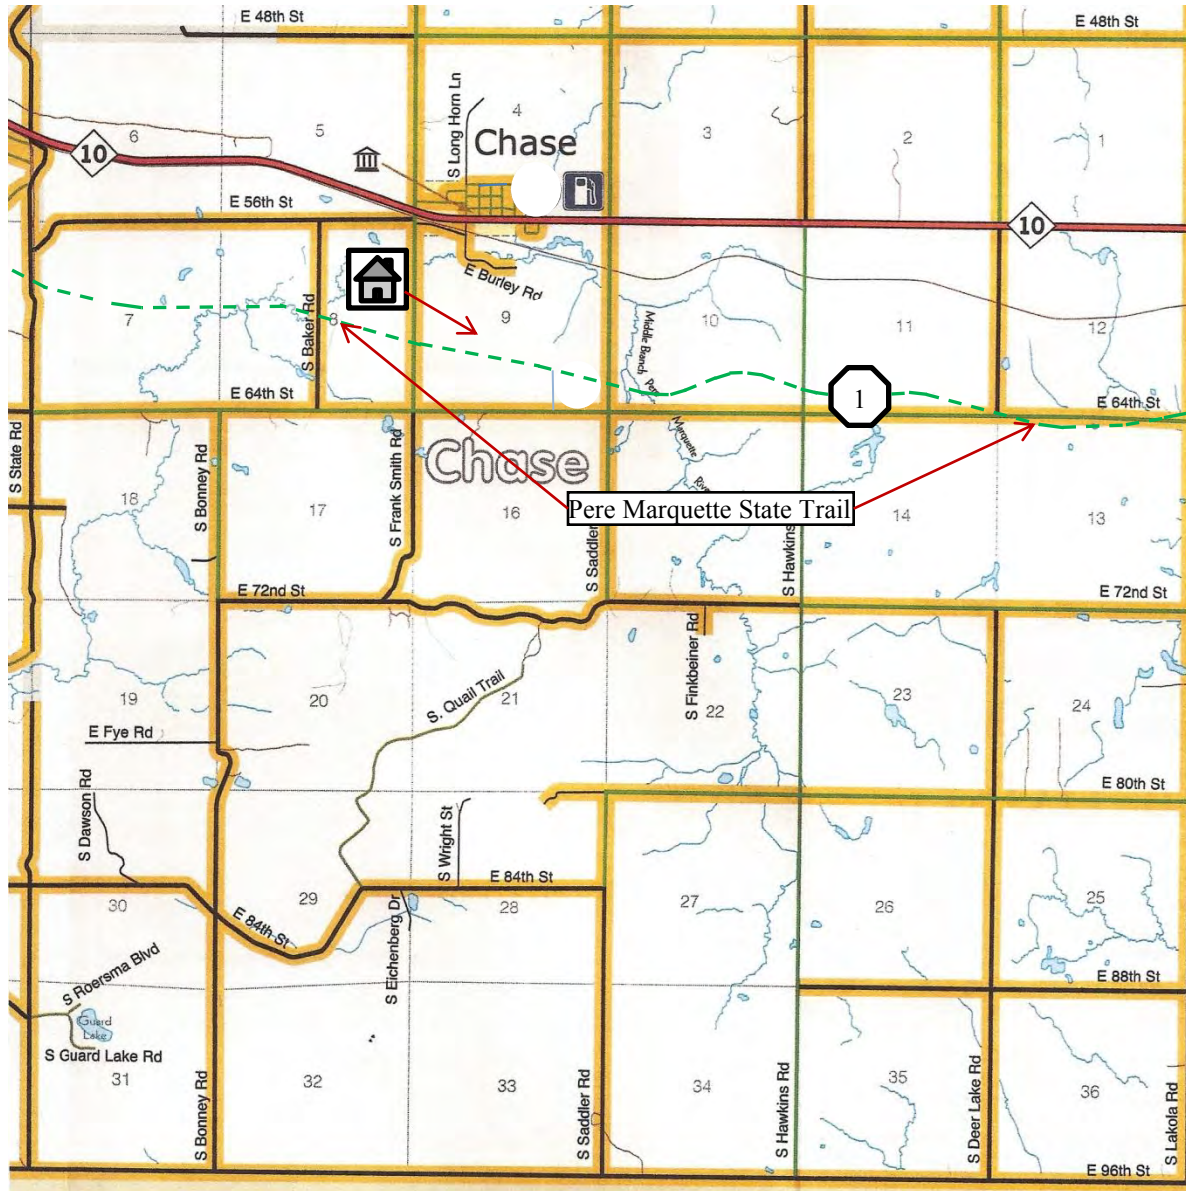 E 48th St
E 48th St
S Long Horn Ln
4
6
5
3
2
1
10
Chase
E 56th St
10
E Burley Rd
7
S Baker Rd
8
9
Middle Branch
Pere
10
11
12
1
E 64th St
E 64th St
S State Rd
S Bonney Rd
S Frank Smith Rd
Chase
Marquette
River
18
17
16
Pere Marquette State Trail
S Saddler
S Hawkins
14
13
E 72nd St
E 72nd St
S Finkbeiner Rd
19
20
S. Quail Trail
21
22
23
24
E Fye Rd
E 80th St
S Dawson Rd
S Wright St
E 84th St
30
29
28
27
26
25
E 84th St
S Eichenberg Dr
S Roersma Blvd
E 88th St
Guard
Lake
S Guard Lake Rd
31
32
33
34
35
36
S Bonney Rd
S Saddler Rd
S Hawkins Rd
S Deer Lake Rd
S Lakola Rd
E 96th St